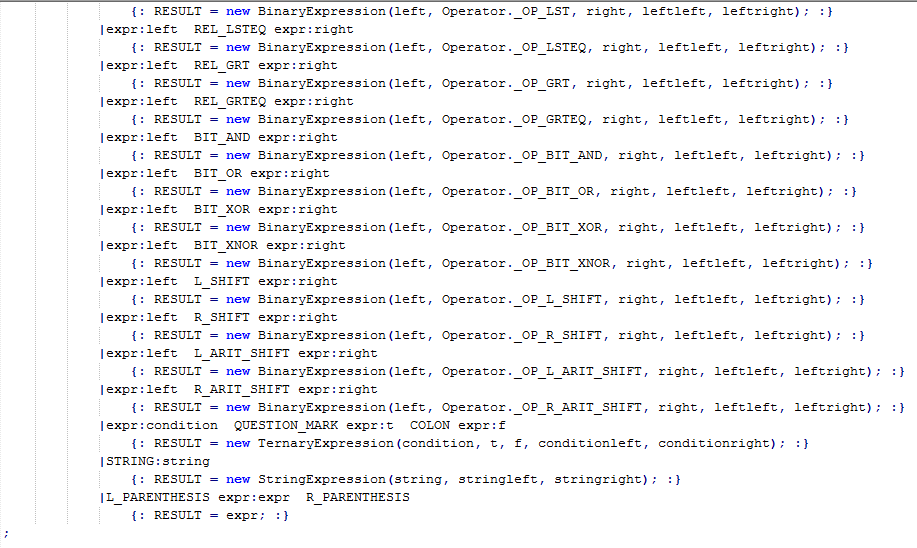 {: RESULT = new BinaryExpression(left, Operator._OP_LST, right, leftleft, leftright); :}
|expr:left  REL_LSTEQ expr:right
{: RESULT = new BinaryExpression(left, Operator._OP_LSTEQ, right, leftleft, leftright); :}
|expr:left  REL_GRT expr:right
{: RESULT = new BinaryExpression(left, Operator._OP_GRT, right, leftleft, leftright); :}
|expr:left  REL_GRTEQ expr:right
{: RESULT = new BinaryExpression(left, Operator._OP_GRTEQ, right, leftleft, leftright); :}
|expr:left  BIT_AND expr:right
{: RESULT = new BinaryExpression(left, Operator._OP_BIT_AND, right, leftleft, leftright); :}
|expr:left  BIT_OR expr:right
{: RESULT = new BinaryExpression(left, Operator._OP_BIT_OR, right, leftleft, leftright); :}
|expr:left  BIT_XOR expr:right
{: RESULT = new BinaryExpression(left, Operator._OP_BIT_XOR, right, leftleft, leftright); :}
|expr:left  BIT_XNOR expr:right
{: RESULT = new BinaryExpression(left, Operator._OP_BIT_XNOR, right, leftleft, leftright); :}
|expr:left  L_SHIFT expr:right
{: RESULT = new BinaryExpression(left, Operator._OP_L_SHIFT, right, leftleft, leftright); :}
|expr:left  R_SHIFT expr:right
{: RESULT = new BinaryExpression(left, Operator._OP_R_SHIFT, right, leftleft, leftright); :}
|expr:left  L_ARIT_SHIFT expr:right
{: RESULT = new BinaryExpression(left, Operator._OP_L_ARIT_SHIFT, right, leftleft, leftright); :}
|expr:left  R_ARIT_SHIFT expr:right
{: RESULT = new BinaryExpression(left, Operator._OP_R_ARIT_SHIFT, right, leftleft, leftright); :}
|expr:condition  QUESTION_MARK expr:t  COLON expr:f
{: RESULT = new TernaryExpression(condition, t, f, conditionleft, conditionright); :}
|STRING:string
{: RESULT = new StringExpression(string, stringleft, stringright); :}
|L_PARENTHESIS expr:expr  R_PARENTHESIS
{: RESULT = expr; :}
;